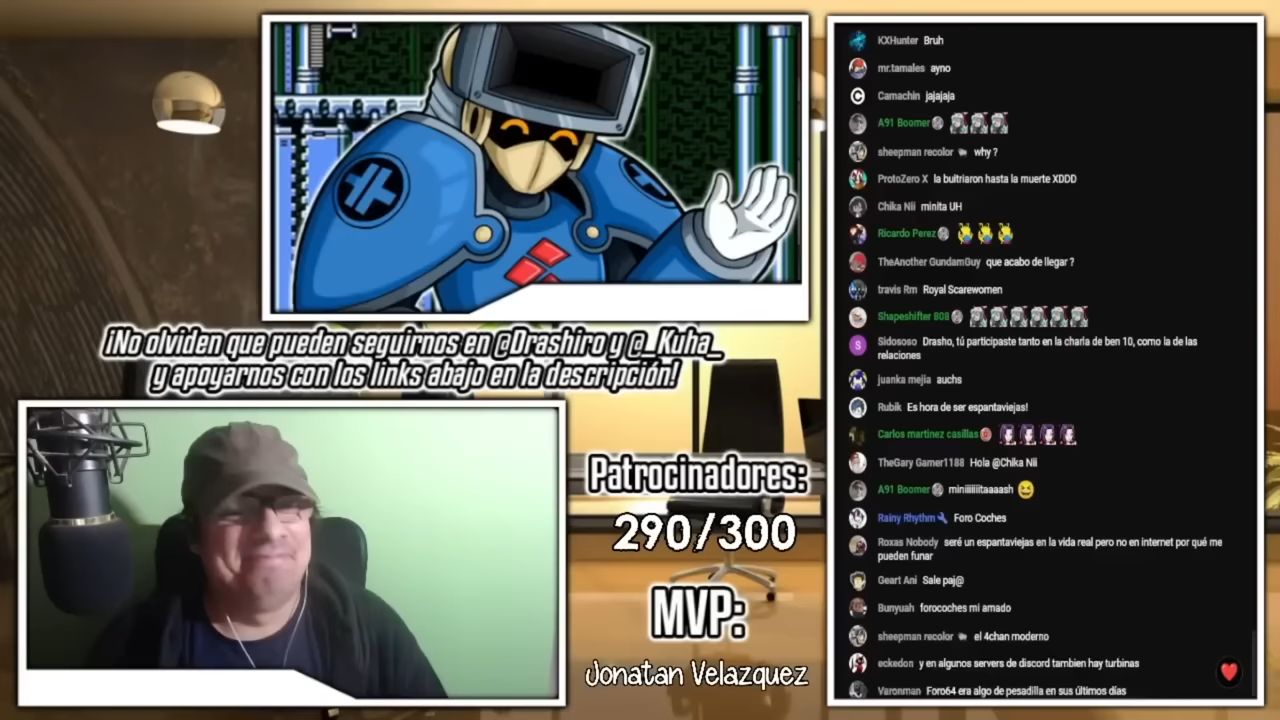 ¡No olviden que pueden seguirnos en @Drashiro y @_Kuha_
y apoyarnos con los links abajo en la descripción!
Patrocinadores:
290/300
MVP:
Jonatan Velazquez
KXHunter Bruh
mr.tamales ayno
Camachin jajajaja
A91 Boomer
sheepman recolor why ?
ProtoZero X la buitriaron hasta la muerte XDDD
Chika Nii minita UH
Ricardo Perez
TheAnother GundamGuy que acabo de llegar ?
travis Rm Royal Scarewomen
Shapeshifter 808
S
Sidososo Drasho, tú participaste tanto en la charla de ben 10, como la de las
relaciones
juanka mejia auchs
Rubik Es hora de ser espantaviejas!
Carlos martinez casillas
TheGary Gamer1188 Hola @Chika Nii
A91 Boomer miniiiiiiitaaaash
Rainy Rhythm Foro Coches
Roxas Nobody seré un espantaviejas en la vida real pero no en internet por qué me
pueden funar
Geart Ani Sale paj@
Bunyuah forocoches mi amado
sheepman recolor el 4chan moderno
eckedon y en algunos servers de discord tambien hay turbinas
Varonman Foro64 era algo de pesadilla en sus últimos días